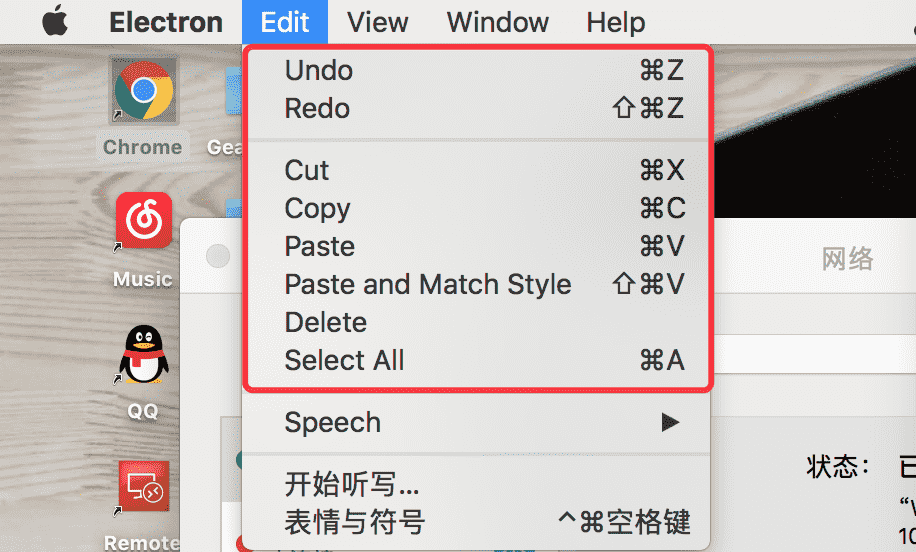 Electron Edit View Window Help
Undo ⌘Z
Redo ⇧⌘Z
Chrome
Gea
Cut ⌘X
Copy ⌘C
Paste ⌘V
网络
Music
Paste and Match Style ⇧⌘V
Delete
Select All ⌘A
QQ
Speech ▶
状态：
开始听写...
表情与符号 ^⌘空格键
“W
10
Remote